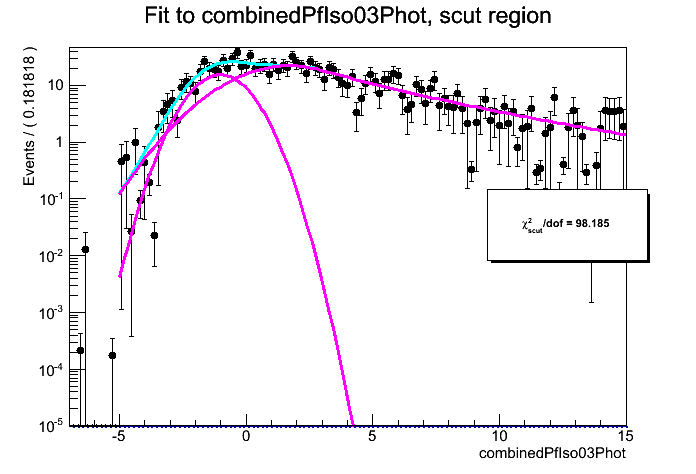 Fit to combinedPfIso03Phot, scut region
Events / ( 0.181818 )
10
1
10-1
10-2
10-3
10-4
10-5
χ2scut/dof = 98.185
-5 0 5 10 15
combinedPfIso03Phot